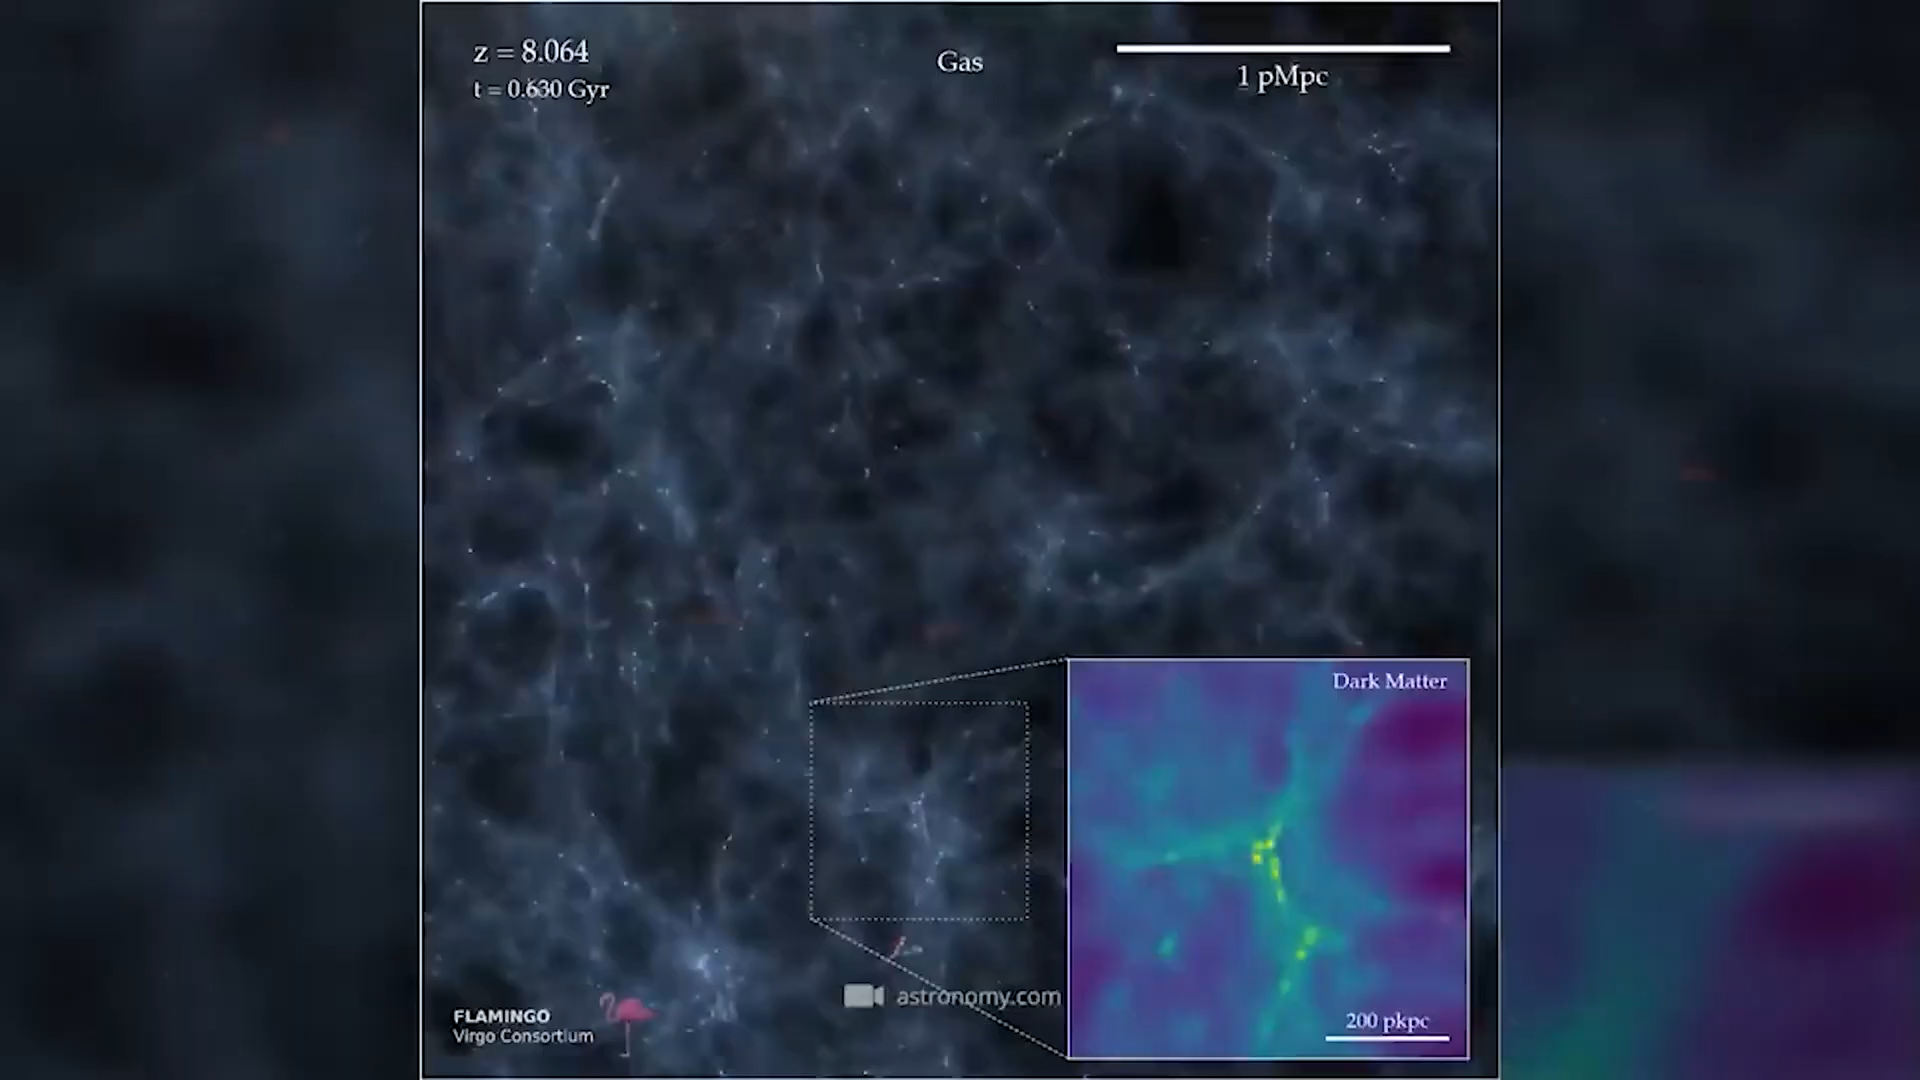 z = 8.064
t = 0.630 Gyr
Gas
1 pMpc
Dark Matter
200 pkpc
astronomy.com
FLAMINGO
Virgo Consortium